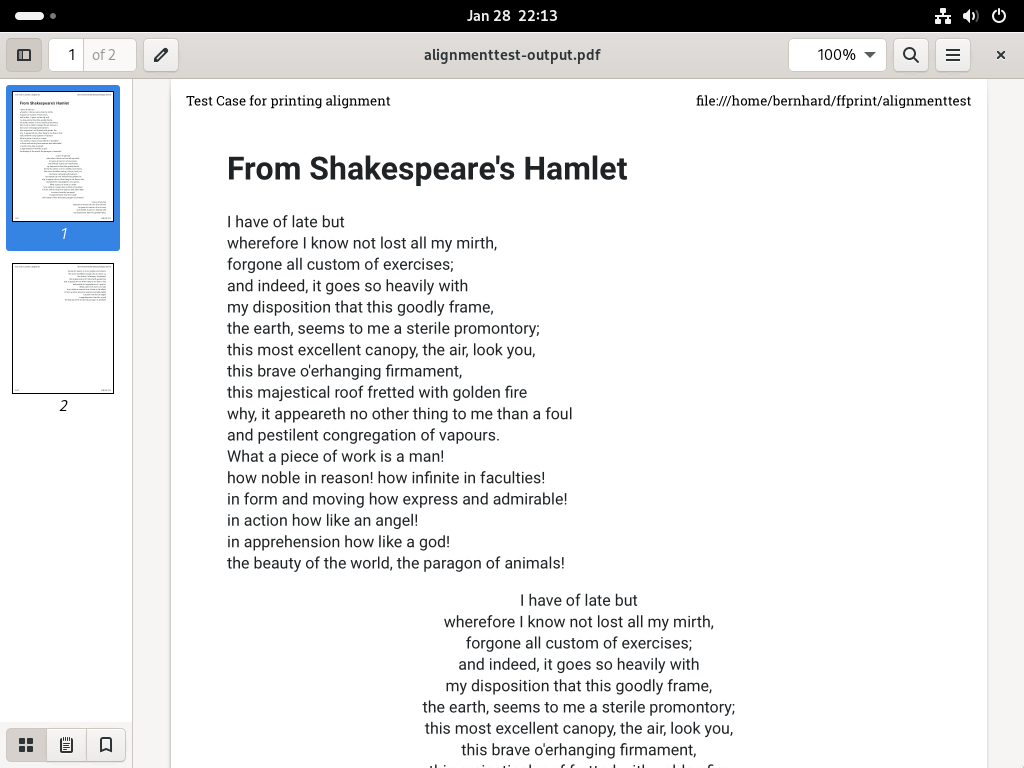 Jan 28 22:13
1 of 2
alignmenttest-output.pdf
100%
1
2
Test Case for printing alignment
file:///home/bernhard/ffprint/alignmenttest
From Shakespeare's Hamlet
I have of late but
wherefore I know not lost all my mirth,
forgone all custom of exercises;
and indeed, it goes so heavily with
my disposition that this goodly frame,
the earth, seems to me a sterile promontory;
this most excellent canopy, the air, look you,
this brave o'erhanging firmament,
this majestical roof fretted with golden fire
why, it appeareth no other thing to me than a foul
and pestilent congregation of vapours.
What a piece of work is a man!
how noble in reason! how infinite in faculties!
in form and moving how express and admirable!
in action how like an angel!
in apprehension how like a god!
the beauty of the world, the paragon of animals!
I have of late but
wherefore I know not lost all my mirth,
forgone all custom of exercises;
and indeed, it goes so heavily with
my disposition that this goodly frame,
the earth, seems to me a sterile promontory;
this most excellent canopy, the air, look you,
this brave o'erhanging firmament,